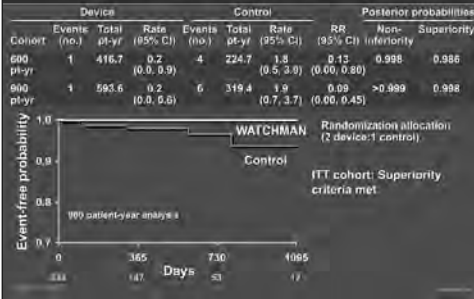 Device Control Posterior probabilities
Events Total Rate Events Total Rate RR Non-
Cohort (no.) pt-yr (95% CI) (no.) pt-yr (95% CI) (95% CI) inferiority Superiority
600 1 416.7 0.2 4 224.7 1.8 0.13 0.998 0.986
pt-yr (0.0, 0.9) (0.5, 3.9) (0.00, 0.80)
900 1 593.6 0.2 6 319.4 1.9 0.09 >0.999 0.998
pt-yr (0.0, 0.6) (0.7, 3.7) (0.00, 0.45)
Event-free probability
1.0
0.9
0.8
0.7
WATCHMAN
Control
900 patient-year analysis
Randomization allocation
(2 device:1 control)
ITT cohort: Superiority
criteria met
0 365 730 1095
Days